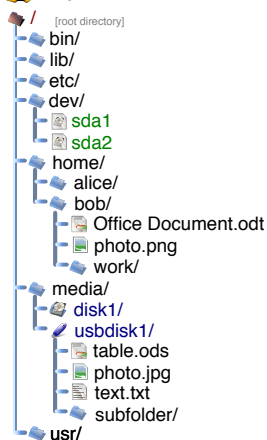 / [root directory]
bin/
lib/
etc/
dev/
sda1
sda2
home/
alice/
bob/
Office Document.odt
photo.png
work/
media/
disk1/
usbdisk1/
table.ods
photo.jpg
text.txt
subfolder/
usr/